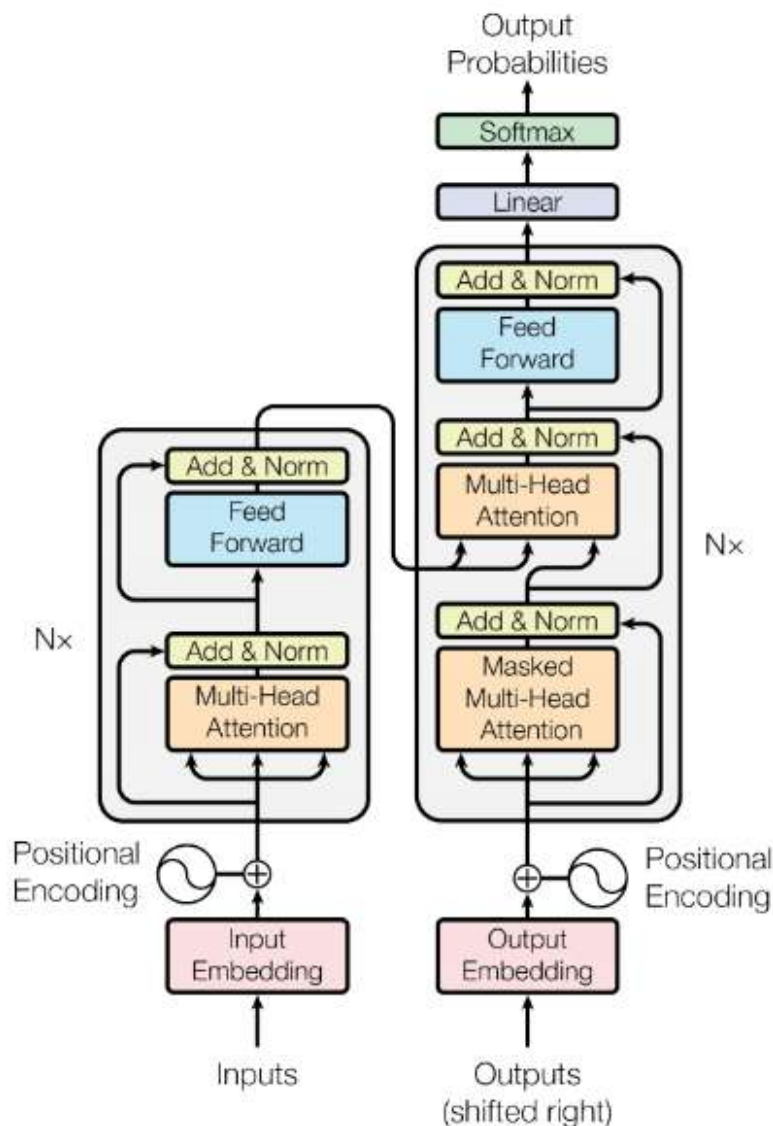 Output
Probabilities
Softmax
Linear
Add & Norm
Feed
Forward
Add & Norm
Multi-Head
Attention
Nx
Add & Norm
Masked
Multi-Head
Attention
Add & Norm
Feed
Forward
Nx
Add & Norm
Multi-Head
Attention
Positional
Encoding
Positional
Encoding
Input
Embedding
Output
Embedding
Inputs
Outputs
(shifted right)